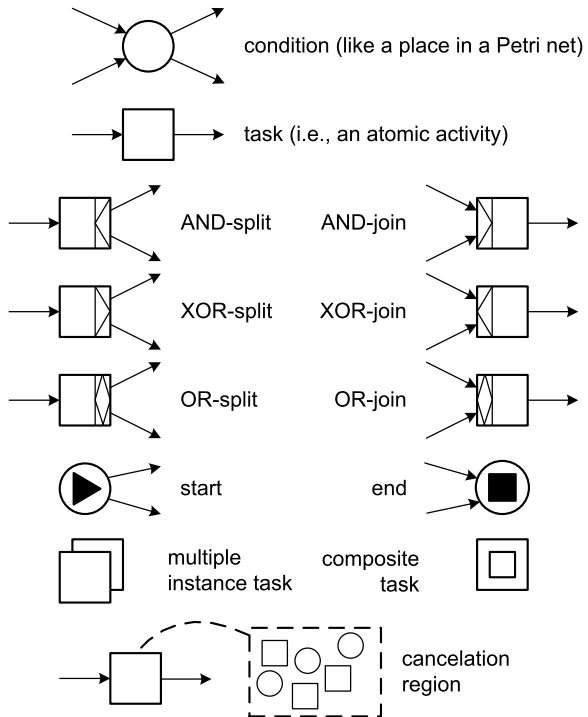 condition (like a place in a Petri net)
task (i.e., an atomic activity)
AND-split
AND-join
XOR-split
XOR-join
OR-split
OR-join
start
end
multiple
instance task
composite
task
cancelation
region